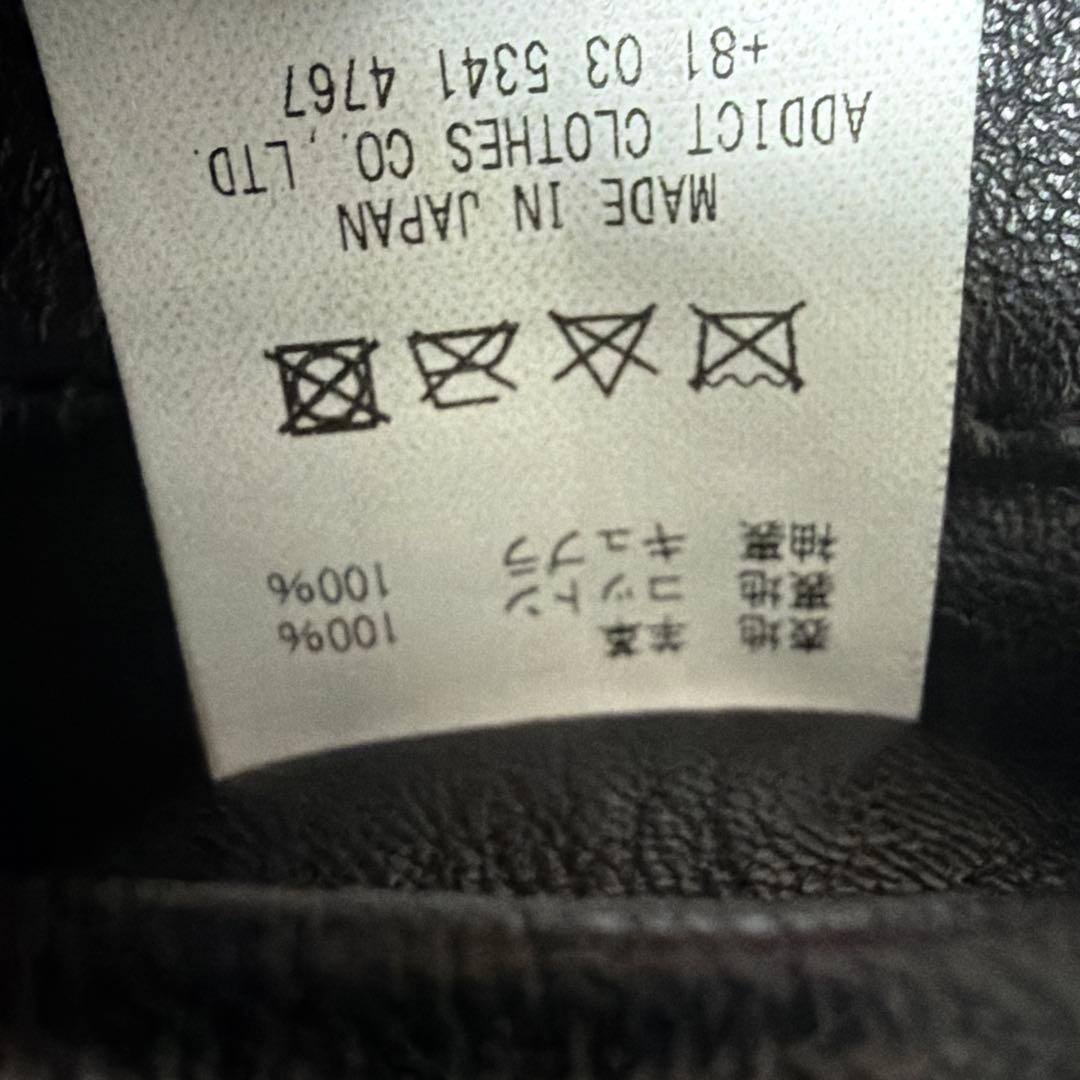 表地 羊革 100%
裏地 コットン 100%
袖裏 キュプラ
MADE IN JAPAN
ADDICT CLOTHES CO.,LTD.
+81 03 5341 4767